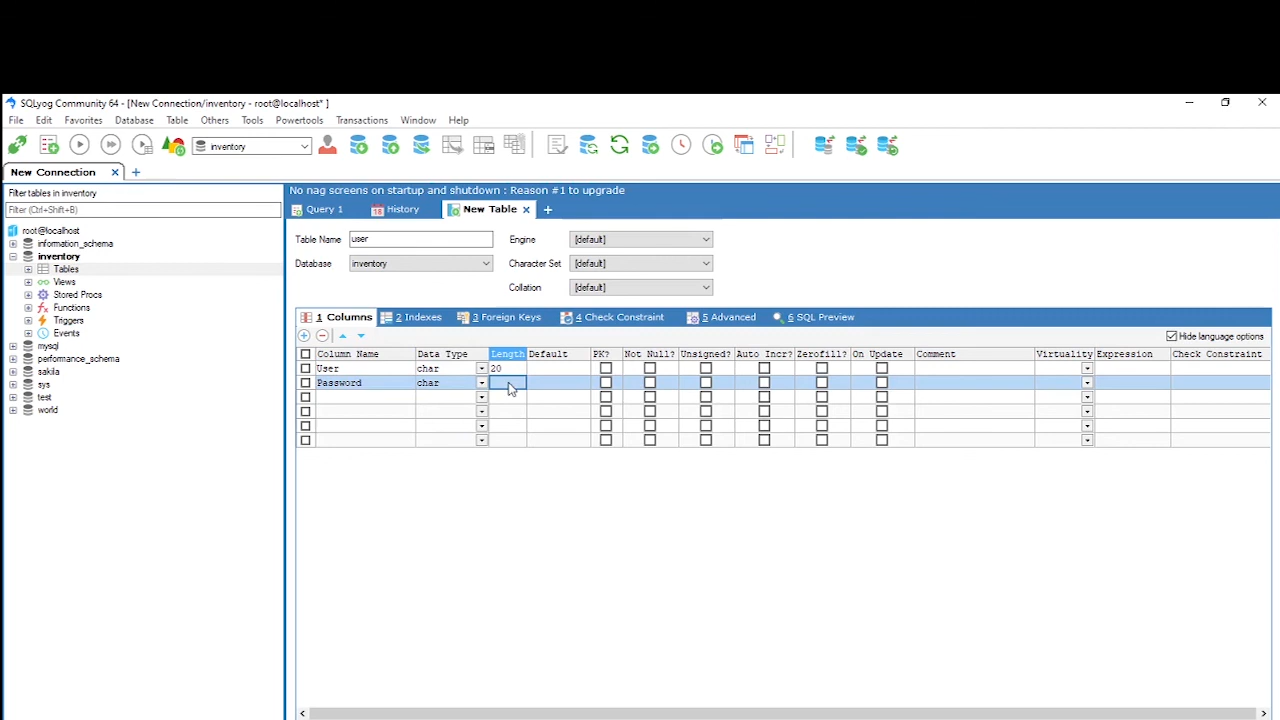 SQLyog Community 64 - [New Connection/inventory - root@localhost* ]
File Edit Favorites Database Table Others Tools Powertools Transactions Window Help
inventory
New Connection
Filter tables in inventory
Filter (Ctrl+Shift+B)
root@localhost
information_schema
inventory
Tables
Views
Stored Procs
Functions
Triggers
Events
mysql
performance_schema
sakila
sys
test
world
No nag screens on startup and shutdown : Reason #1 to upgrade
Query 1 History New Table
Table Name user Engine [default]
Database inventory Character Set [default]
Collation [default]
1 Columns 2 Indexes 3 Foreign Keys 4 Check Constraint 5 Advanced 6 SQL Preview
Hide language options
Column Name Data Type Length Default PK? Not Null? Unsigned? Auto Incr? Zerofill? On Update Comment Virtuality Expression Check Constraint
User char 20
Password char